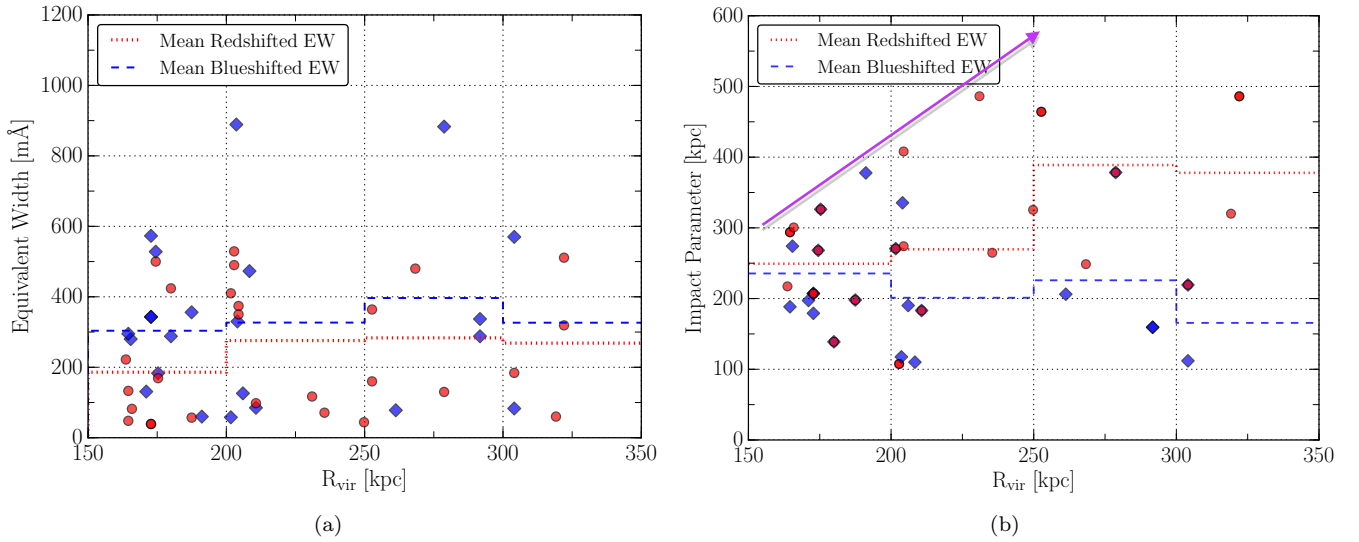 1200
1000
800
600
400
200
0
Equivalent Width [mÅ]
Mean Redshifted EW
Mean Blueshifted EW
150 200 250 300 350
R_vir [kpc]
(a)
600
500
400
300
200
100
0
Impact Parameter [kpc]
Mean Redshifted EW
Mean Blueshifted EW
150 200 250 300 350
R_vir [kpc]
(b)